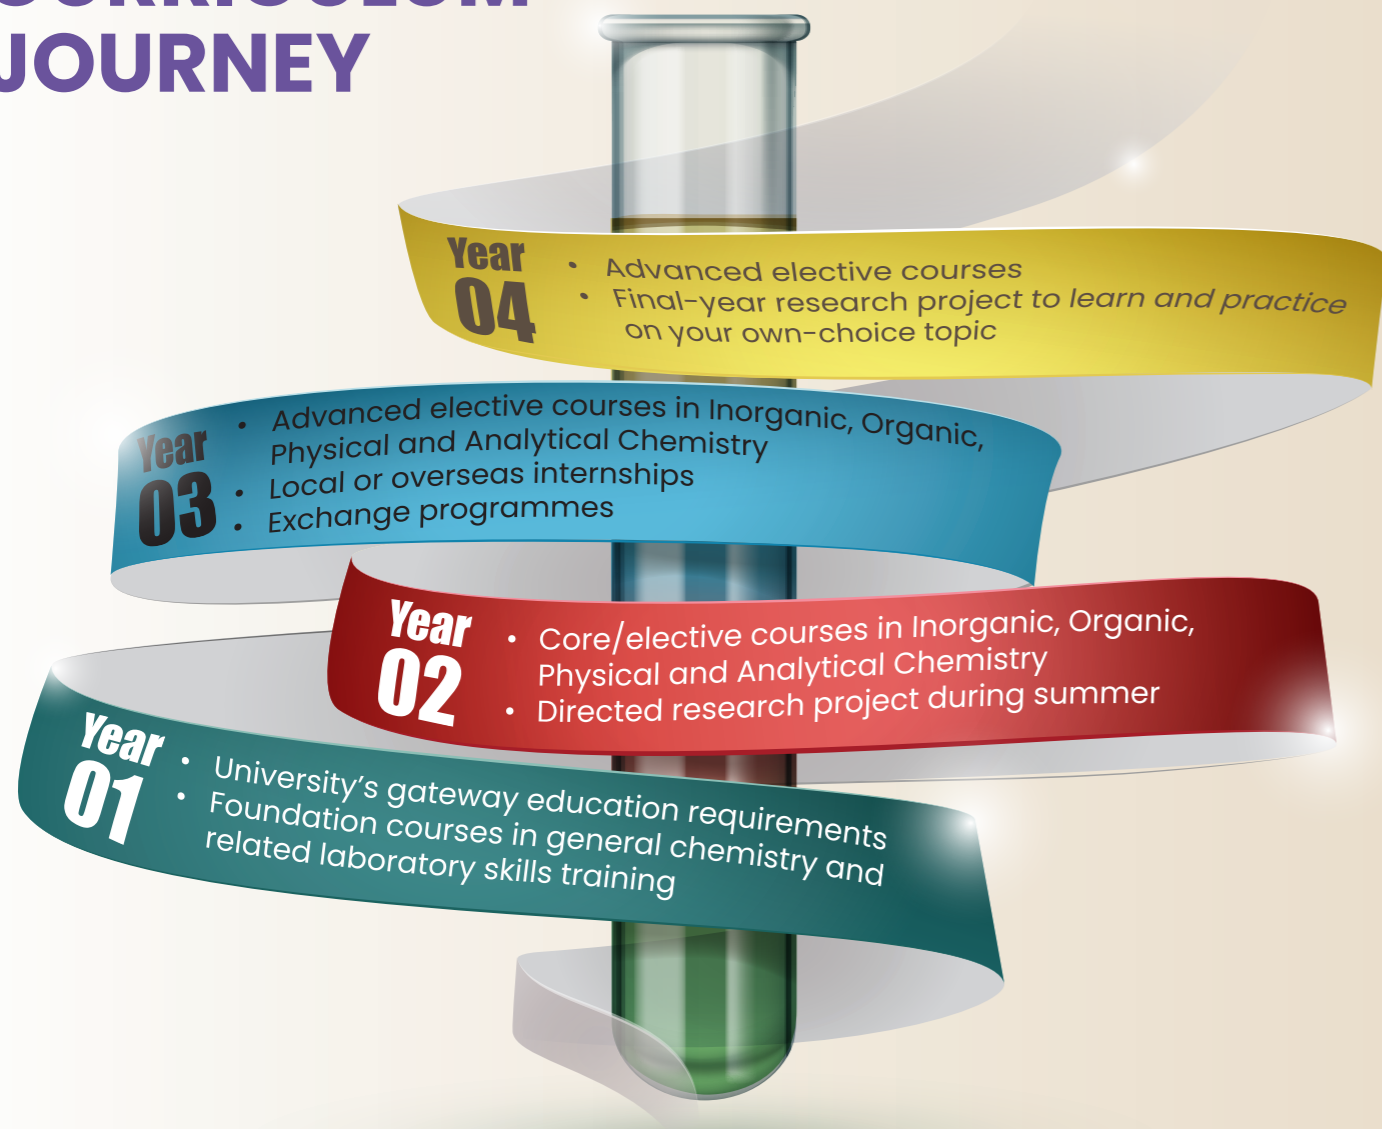 CURRICULUM
JOURNEY
Year
04
• Advanced elective courses
• Final-year research project to learn and practice
on your own-choice topic
Year
03
• Advanced elective courses in Inorganic, Organic,
Physical and Analytical Chemistry
• Local or overseas internships
• Exchange programmes
Year
02
• Core/elective courses in Inorganic, Organic,
Physical and Analytical Chemistry
• Directed research project during summer
Year
01
• University’s gateway education requirements
• Foundation courses in general chemistry and
related laboratory skills training